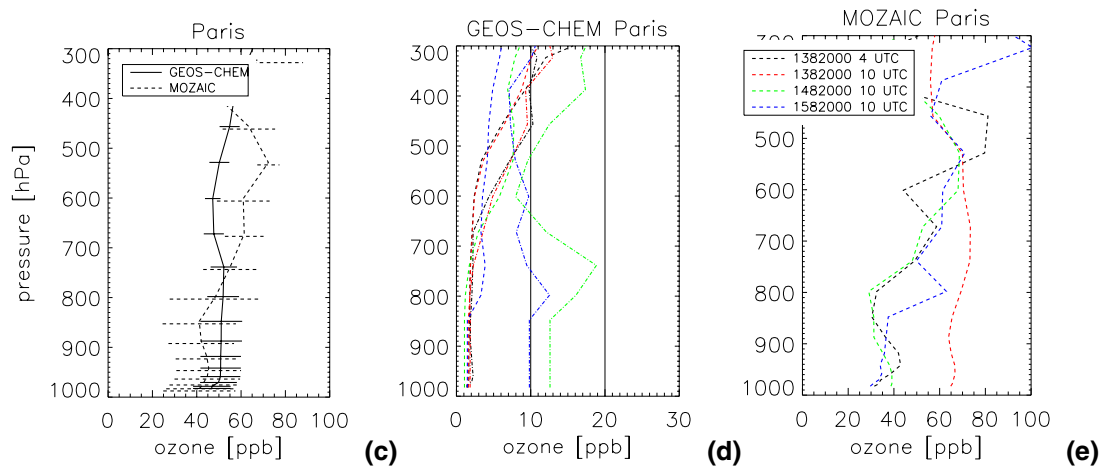 Paris
GEOS-CHEM
MOZAIC
pressure [hPa]
300
400
500
600
700
800
900
1000
0 20 40 60 80 100
ozone [ppb]
(c)
GEOS-CHEM Paris
300
400
500
600
700
800
900
1000
0 10 20 30
ozone [ppb]
(d)
MOZAIC Paris
1382000 4 UTC
1382000 10 UTC
1482000 10 UTC
1582000 10 UTC
300
400
500
600
700
800
900
1000
0 20 40 60 80 100
ozone [ppb]
(e)